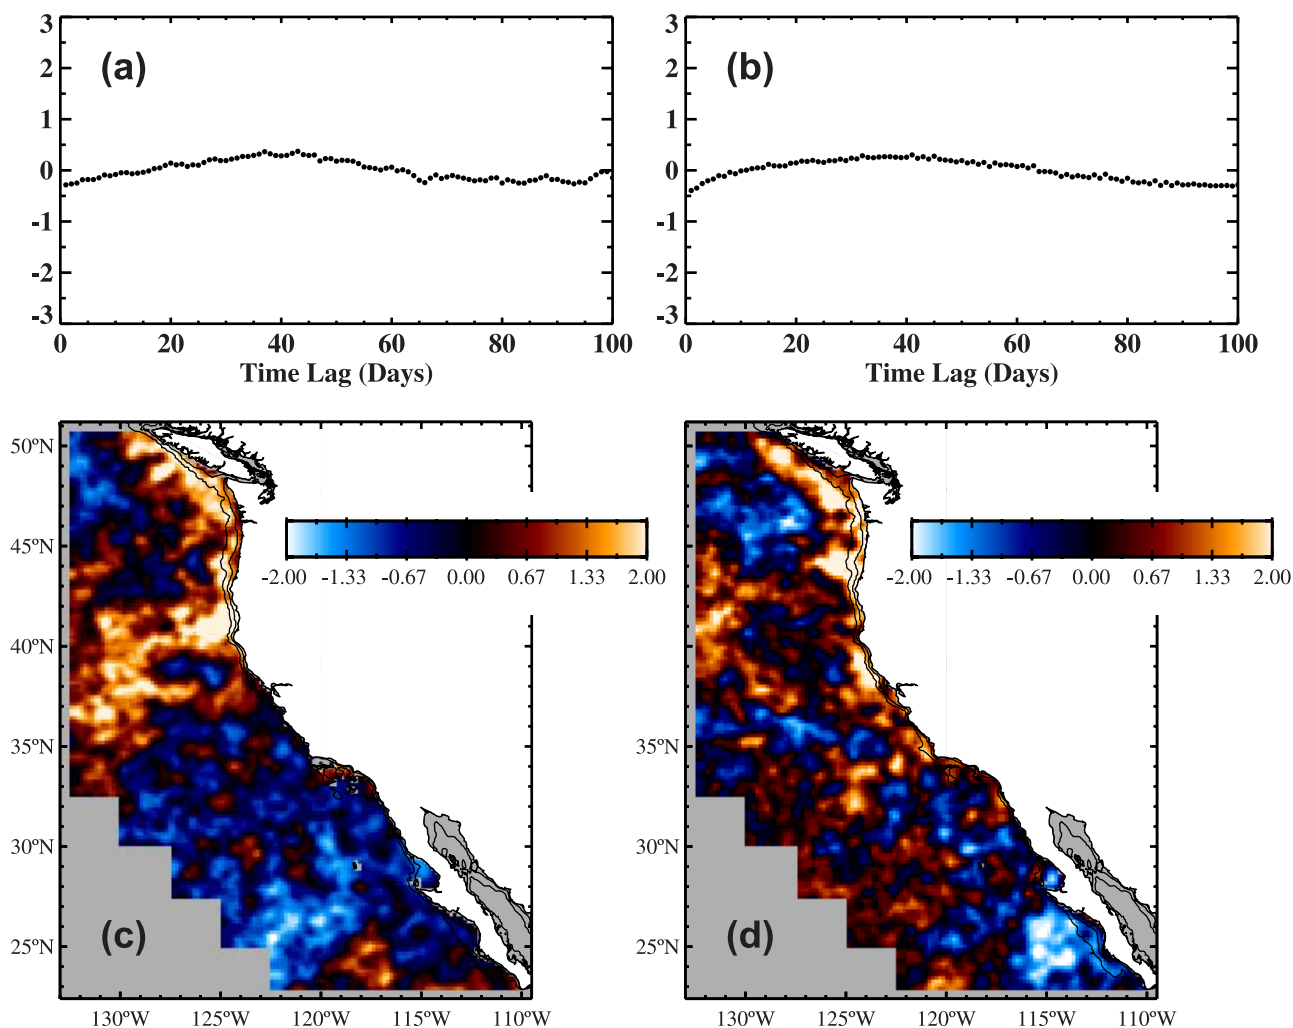 3
2
1
0
-1
-2
-3
(a)
0 20 40 60 80 100
Time Lag (Days)
3
2
1
0
-1
-2
-3
(b)
0 20 40 60 80 100
Time Lag (Days)
50ºN
45ºN
40ºN
35ºN
30ºN
25ºN
-2.00 -1.33 -0.67 0.00 0.67 1.33 2.00
(c)
130ºW 125ºW 120ºW 115ºW 110ºW
50ºN
45ºN
40ºN
35ºN
30ºN
25ºN
-2.00 -1.33 -0.67 0.00 0.67 1.33 2.00
(d)
130ºW 125ºW 120ºW 115ºW 110ºW